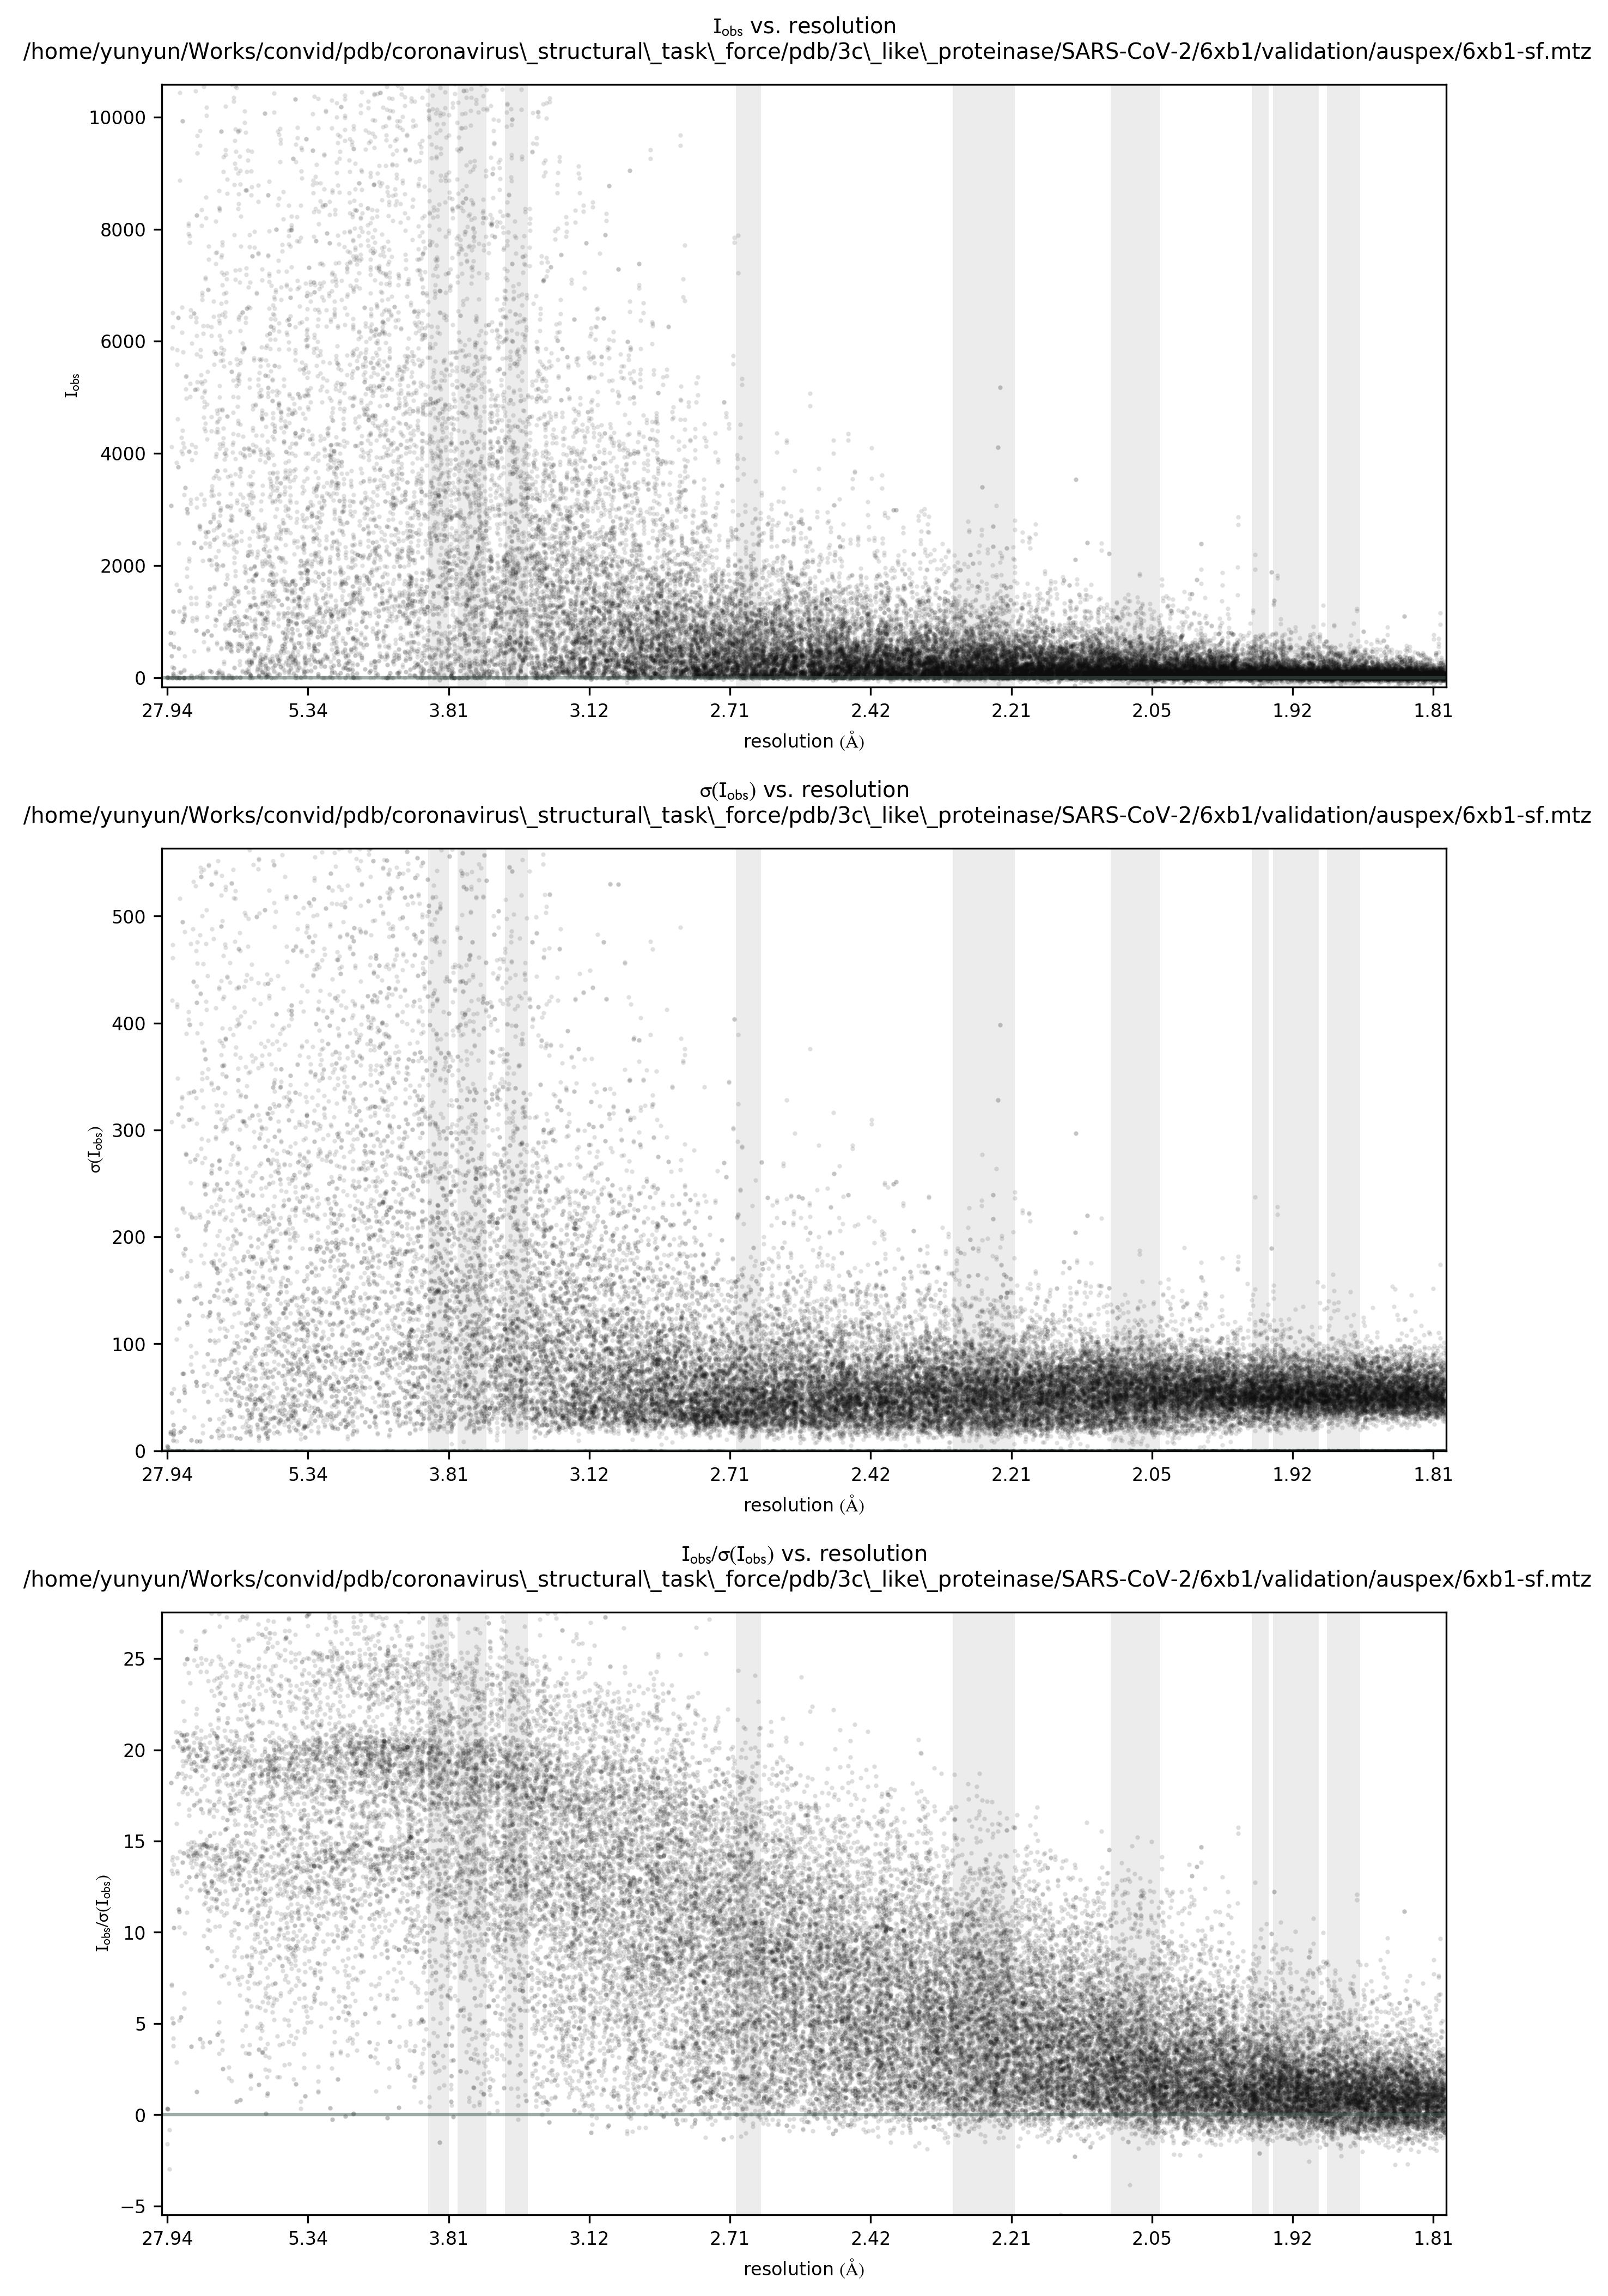 Iobs vs. resolution
/home/yunyun/Works/convid/pdb/coronavirus\_structural\_task\_force/pdb/3c\_like\_proteinase/SARS-CoV-2/6xb1/validation/auspex/6xb1-sf.mtz
10000
8000
6000
4000
2000
0
Iobs
27.94 5.34 3.81 3.12 2.71 2.42 2.21 2.05 1.92 1.81
resolution (Å)
σ(Iobs) vs. resolution
/home/yunyun/Works/convid/pdb/coronavirus\_structural\_task\_force/pdb/3c\_like\_proteinase/SARS-CoV-2/6xb1/validation/auspex/6xb1-sf.mtz
500
400
300
200
100
0
σ(Iobs)
27.94 5.34 3.81 3.12 2.71 2.42 2.21 2.05 1.92 1.81
resolution (Å)
Iobs/σ(Iobs) vs. resolution
/home/yunyun/Works/convid/pdb/coronavirus\_structural\_task\_force/pdb/3c\_like\_proteinase/SARS-CoV-2/6xb1/validation/auspex/6xb1-sf.mtz
25
20
15
10
5
0
−5
Iobs/σ(Iobs)
27.94 5.34 3.81 3.12 2.71 2.42 2.21 2.05 1.92 1.81
resolution (Å)